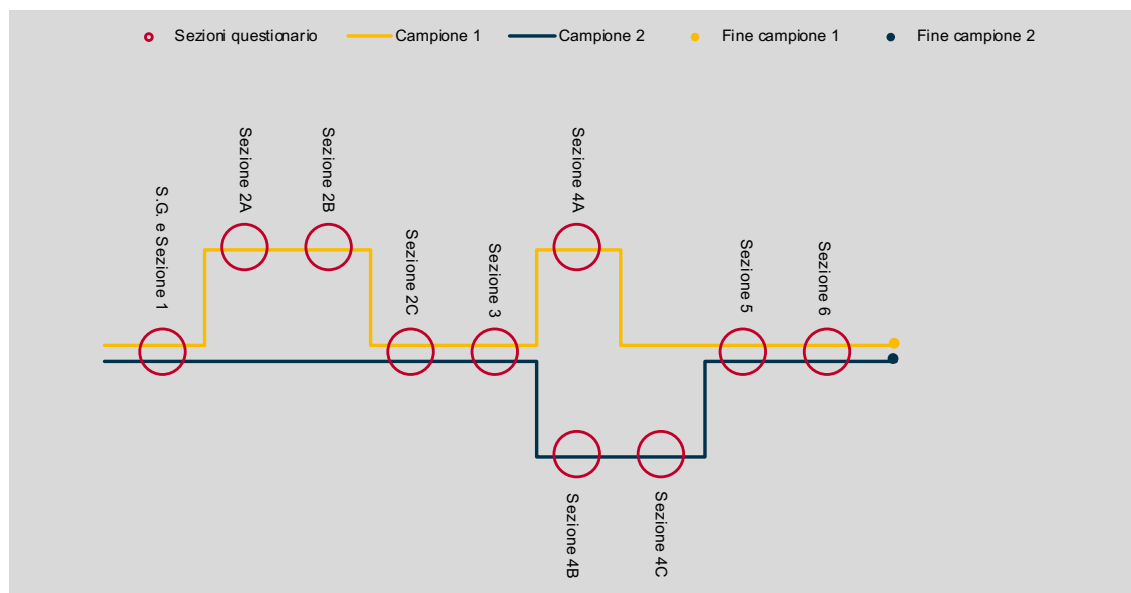 Sezioni questionario
Campione 1
Campione 2
Fine campione 1
Fine campione 2
S.G. e Sezione 1
Sezione 2A
Sezione 2B
Sezione 2C
Sezione 3
Sezione 4A
Sezione 4B
Sezione 4C
Sezione 5
Sezione 6